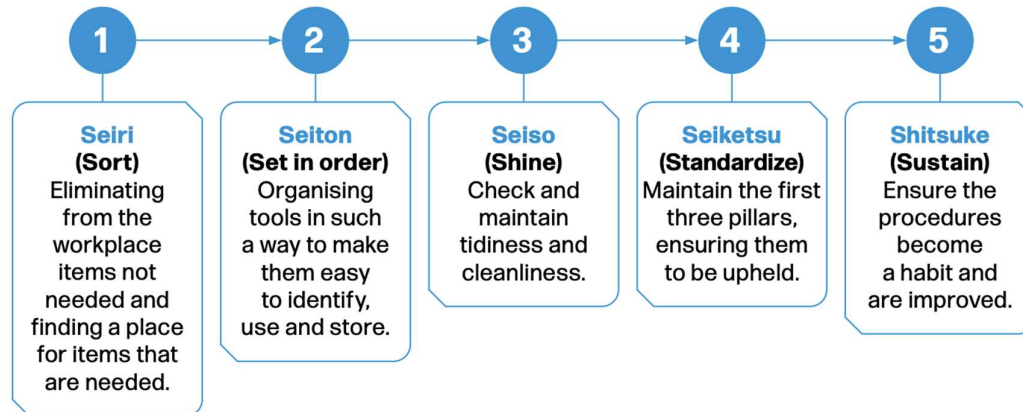 1
2
3
4
5
Seiri
(Sort)
Eliminating
from the
workplace
items not
needed and
finding a place
for items that
are needed.
Seiton
(Set in order)
Organising
tools in such
a way to make
them easy
to identify,
use and store.
Seiso
(Shine)
Check and
maintain
tidiness and
cleanliness.
Seiketsu
(Standardize)
Maintain the first
three pillars,
ensuring them
to be upheld.
Shitsuke
(Sustain)
Ensure the
procedures
become
a habit and
are improved.